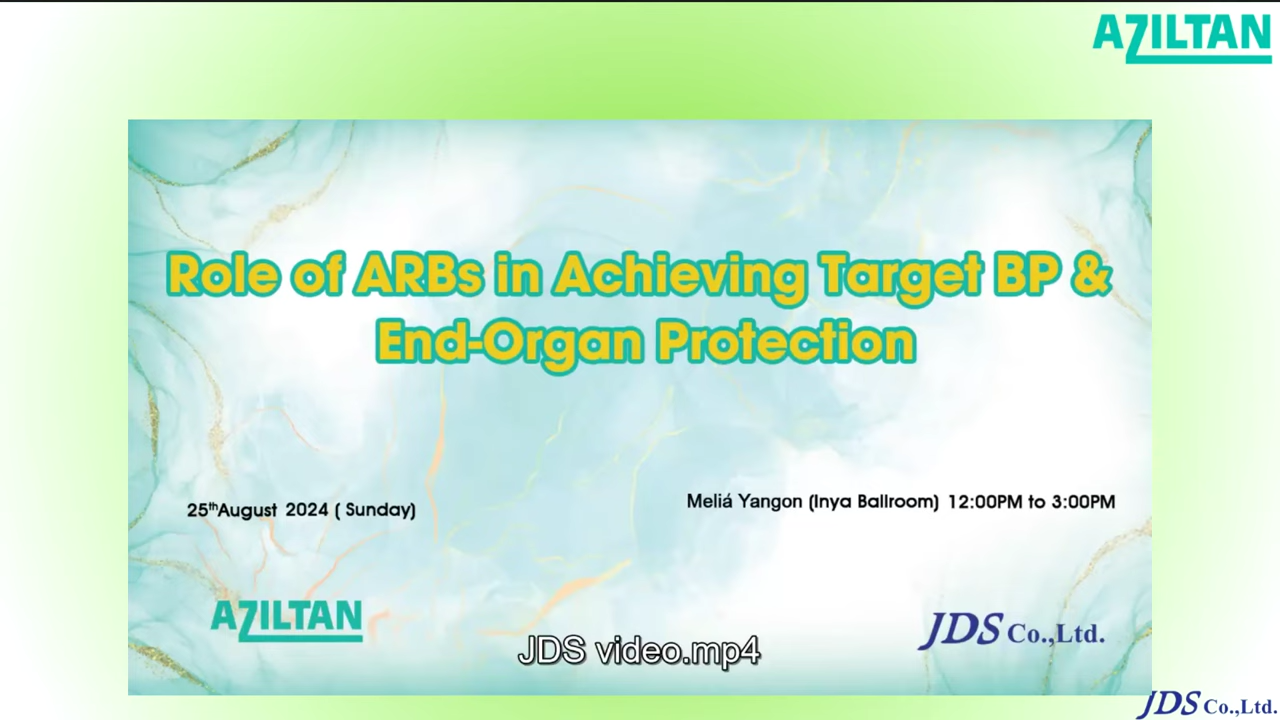 AZILTAN
Role of ARBs in Achieving Target BP &
End-Organ Protection
25thAugust 2024 ( Sunday)
Meliá Yangon (Inya Ballroom) 12:00PM to 3:00PM
AZILTAN
JDS Co.,Ltd.
JDS video.mp4
JDS Co.,Ltd.